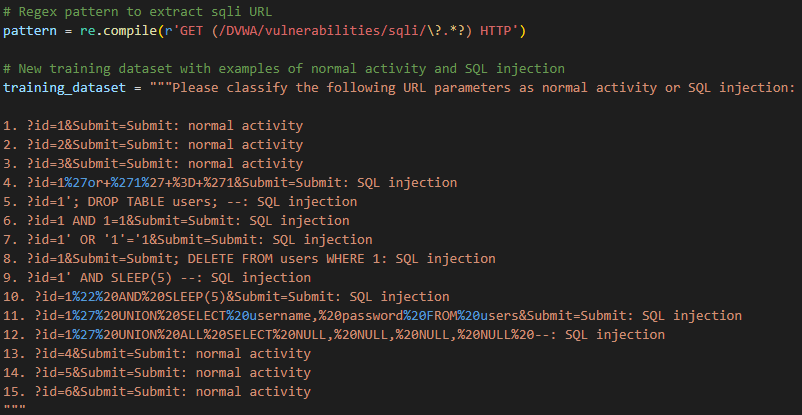 # Regex pattern to extract sqli URL
pattern = re.compile(r'GET (/DVWA/vulnerabilities/sqli/\?.*?) HTTP')
# New training dataset with examples of normal activity and SQL injection
training_dataset = """Please classify the following URL parameters as normal activity or SQL injection:
1. ?id=1&Submit=Submit: normal activity
2. ?id=2&Submit=Submit: normal activity
3. ?id=3&Submit=Submit: normal activity
4. ?id=1%27or+%271%27+%3D+%271&Submit=Submit: SQL injection
5. ?id=1'; DROP TABLE users; --: SQL injection
6. ?id=1 AND 1=1&Submit=Submit: SQL injection
7. ?id=1' OR '1'='1&Submit=Submit: SQL injection
8. ?id=1&Submit=Submit; DELETE FROM users WHERE 1: SQL injection
9. ?id=1' AND SLEEP(5) --: SQL injection
10. ?id=1%22%20AND%20SLEEP(5)&Submit=Submit: SQL injection
11. ?id=1%27%20UNION%20SELECT%20username,%20password%20FROM%20users&Submit=Submit: SQL injection
12. ?id=1%27%20UNION%20ALL%20SELECT%20NULL,%20NULL,%20NULL,%20NULL%20--: SQL injection
13. ?id=4&Submit=Submit: normal activity
14. ?id=5&Submit=Submit: normal activity
15. ?id=6&Submit=Submit: normal activity
"""